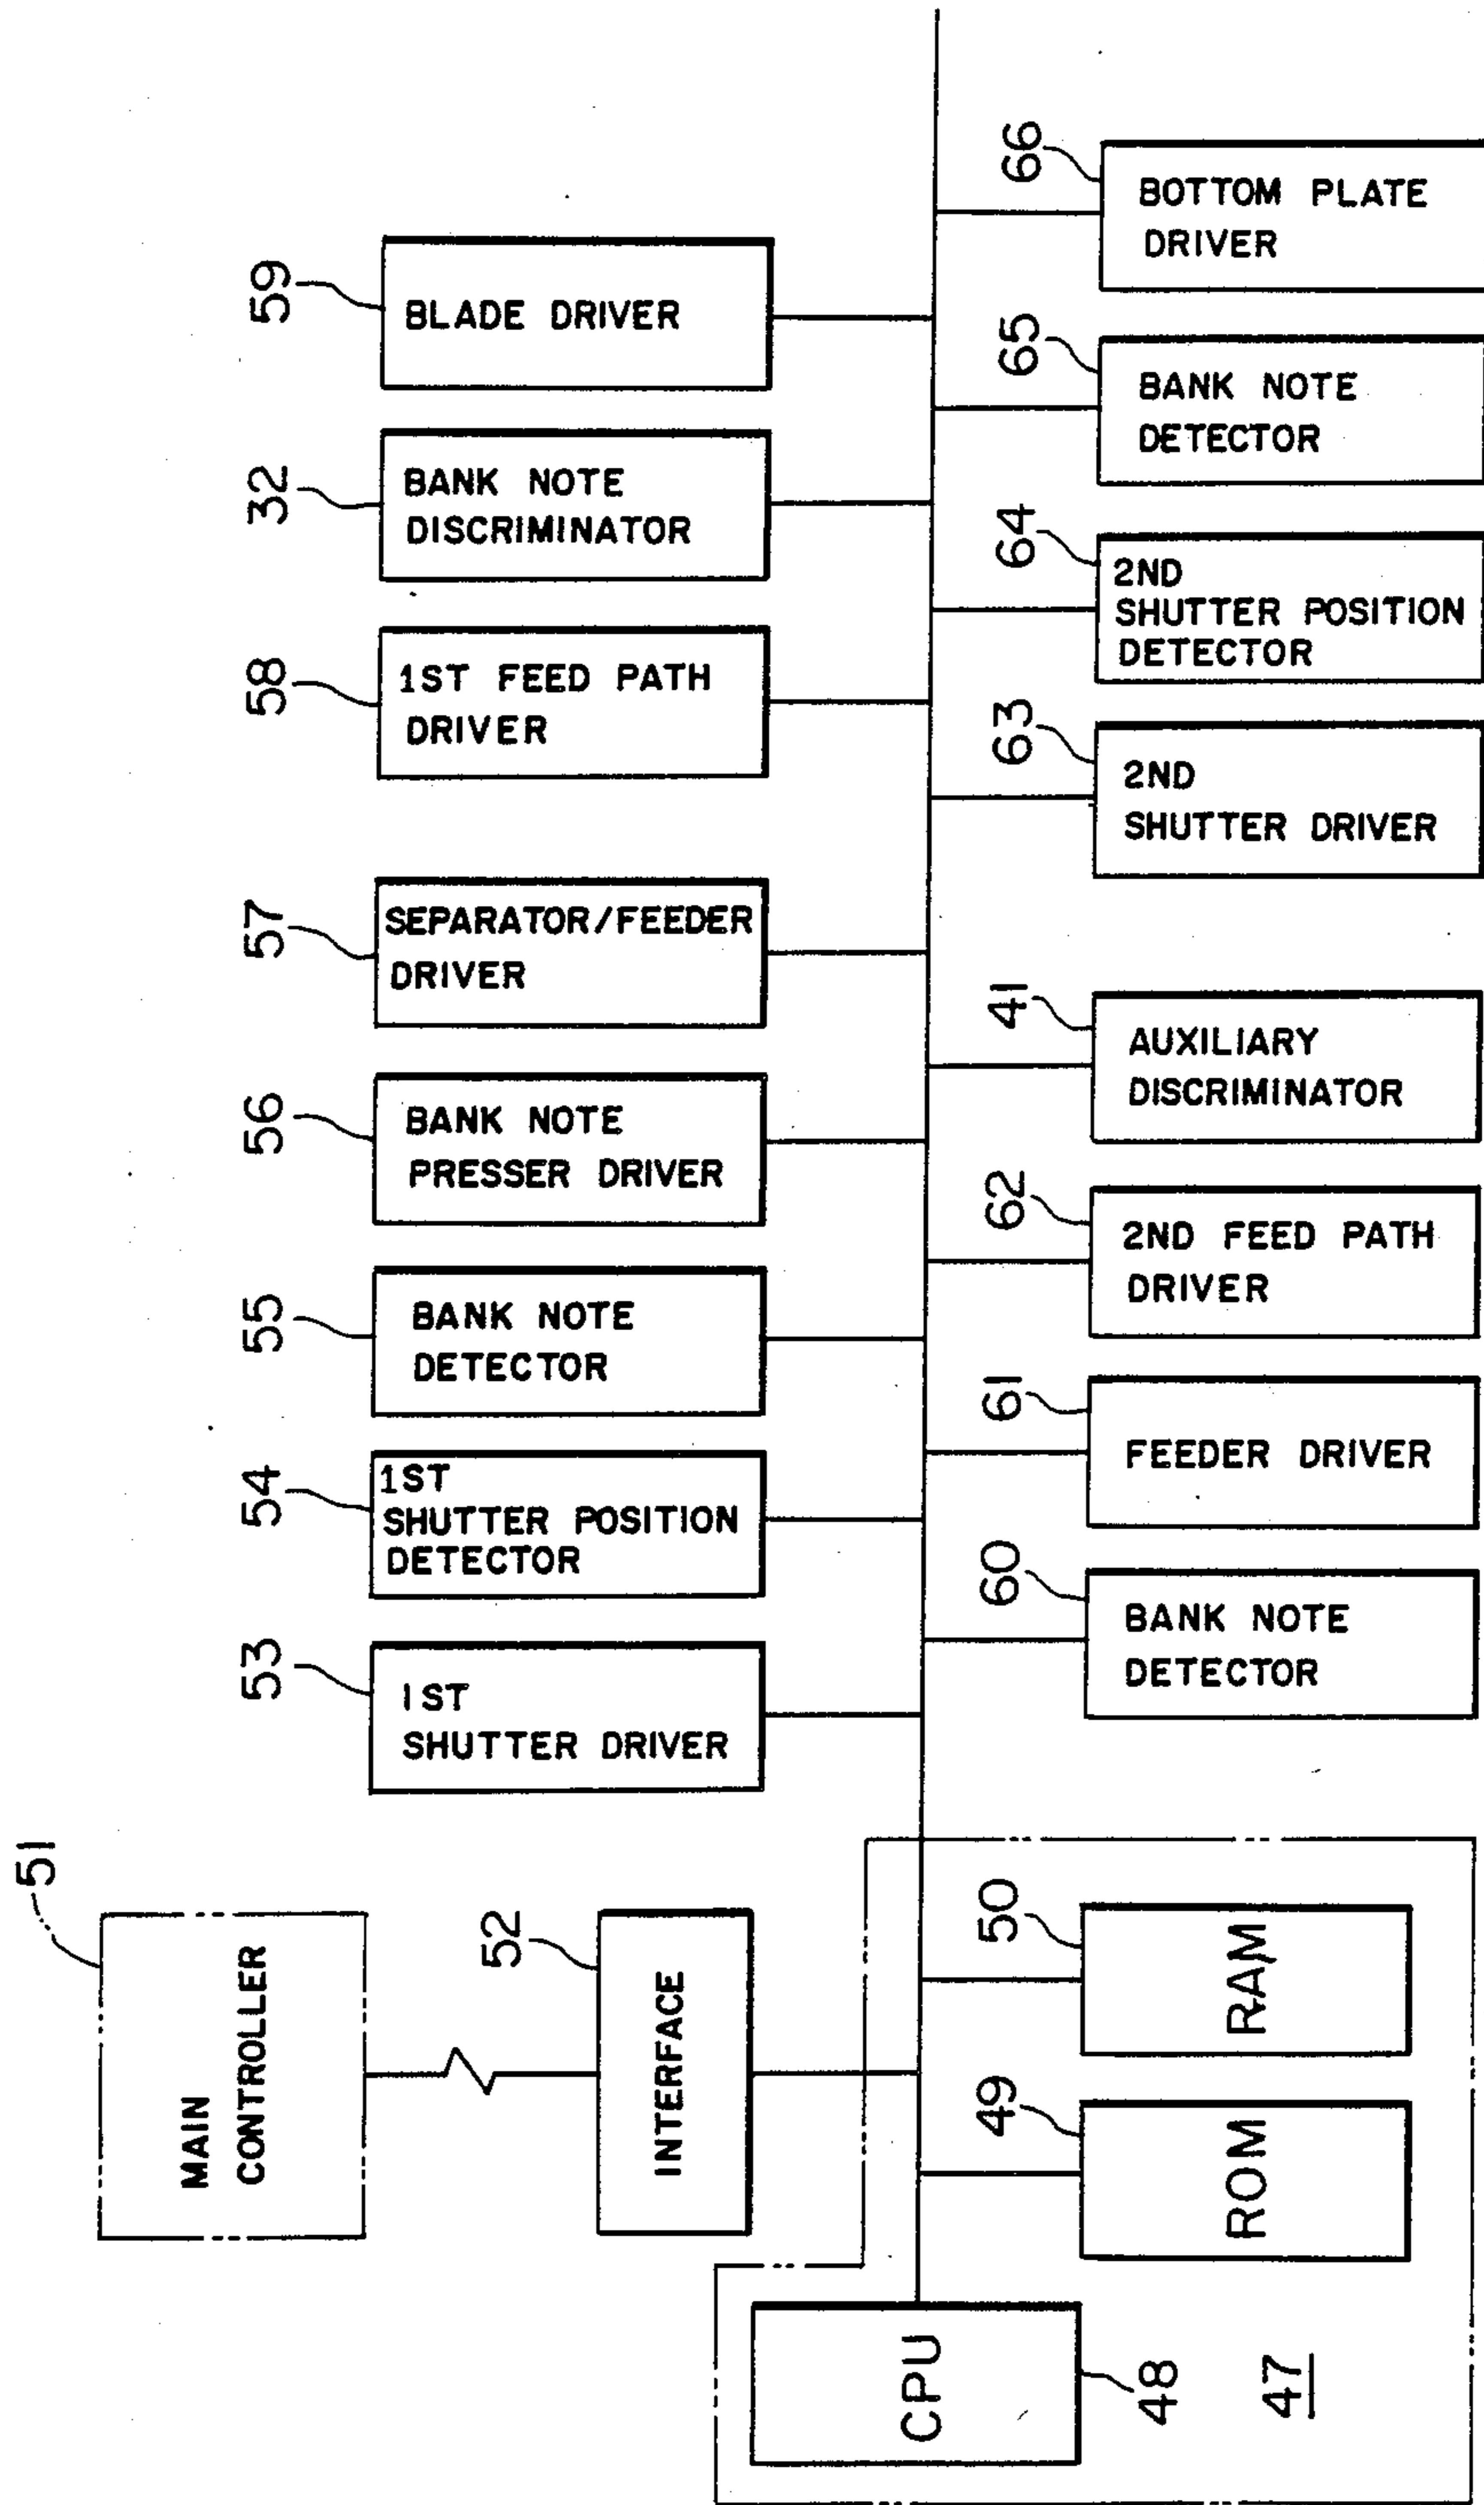 51
MAIN
CONTROLLER
52
INTERFACE
CPU
48
47
49
ROM
50
RAM
53
1ST
SHUTTER DRIVER
54
1ST
SHUTTER POSITION
DETECTOR
55
BANK NOTE
DETECTOR
56
BANK NOTE
PRESSER DRIVER
57
SEPARATOR/FEEDER
DRIVER
58
1ST FEED PATH
DRIVER
32
BANK NOTE
DISCRIMINATOR
59
BLADE DRIVER
60
BANK NOTE
DETECTOR
61
FEEDER DRIVER
62
2ND FEED PATH
DRIVER
41
AUXILIARY
DISCRIMINATOR
63
2ND
SHUTTER DRIVER
64
2ND
SHUTTER POSITION
DETECTOR
65
BANK NOTE
DETECTOR
66
BOTTOM PLATE
DRIVER